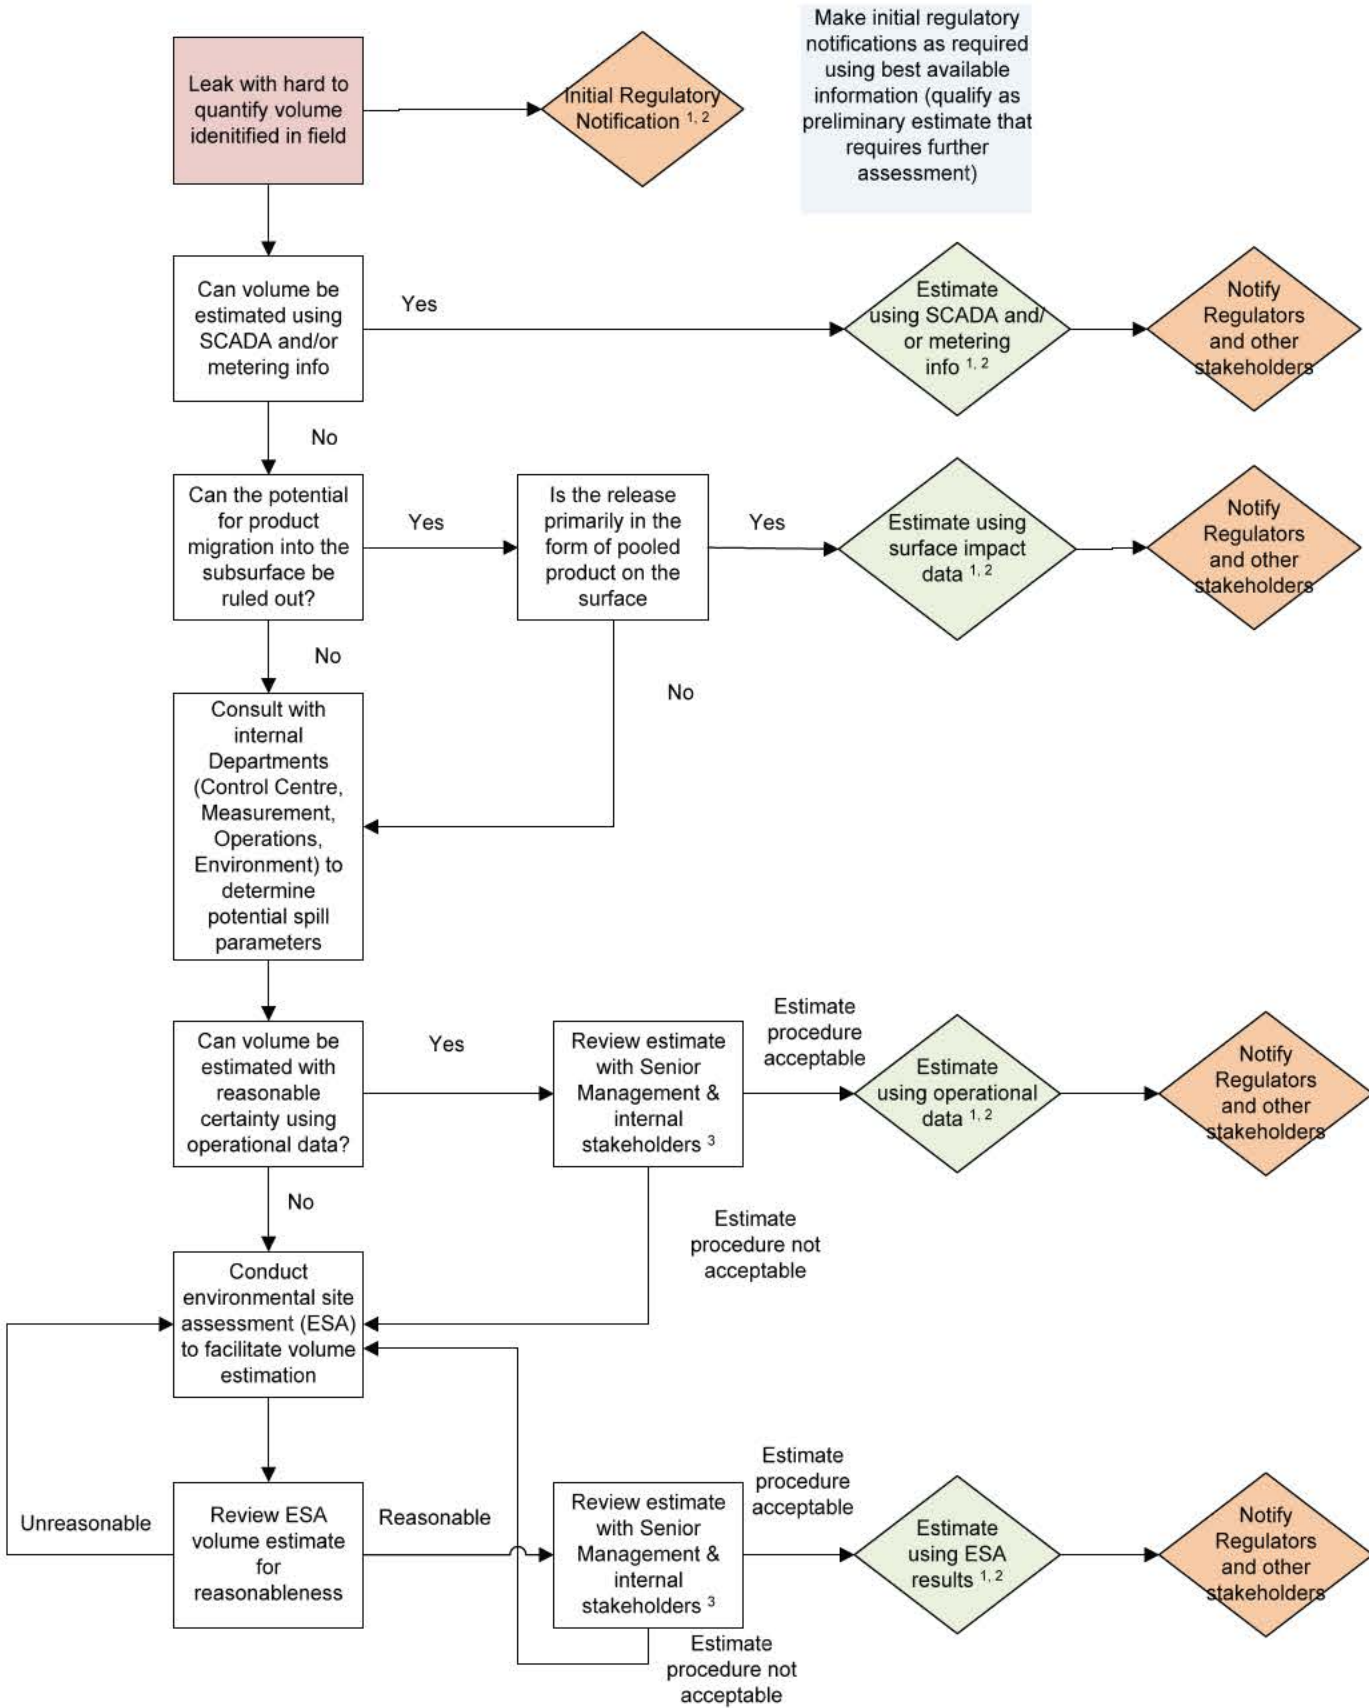 Leak with hard to
quantify volume
idenitified in field
Initial Regulatory
Notification 1, 2
Make initial regulatory
notifications as required
using best available
information (qualify as
preliminary estimate that
requires further
assessment)
Can volume be
estimated using
SCADA and/or
metering info
Yes
Estimate
using SCADA and/
or metering
info 1, 2
Notify
Regulators
and other
stakeholders
No
Can the potential
for product
migration into the
subsurface be
ruled out?
Yes
Is the release
primarily in the
form of pooled
product on the
surface
Yes
Estimate using
surface impact
data 1, 2
Notify
Regulators
and other
stakeholders
No
No
Consult with
internal
Departments
(Control Centre,
Measurement,
Operations,
Environment) to
determine
potential spill
parameters
Can volume be
estimated with
reasonable
certainty using
operational data?
Yes
Review estimate
with Senior
Management &
internal
stakeholders 3
Estimate
procedure
acceptable
Estimate
using operational
data 1, 2
Notify
Regulators
and other
stakeholders
No
Estimate
procedure not
acceptable
Conduct
environmental site
assessment (ESA)
to facilitate volume
estimation
Unreasonable
Review ESA
volume estimate
for
reasonableness
Reasonable
Review estimate
with Senior
Management &
internal
stakeholders 3
Estimate
procedure
acceptable
Estimate
using ESA
results 1, 2
Notify
Regulators
and other
stakeholders
Estimate
procedure not
acceptable